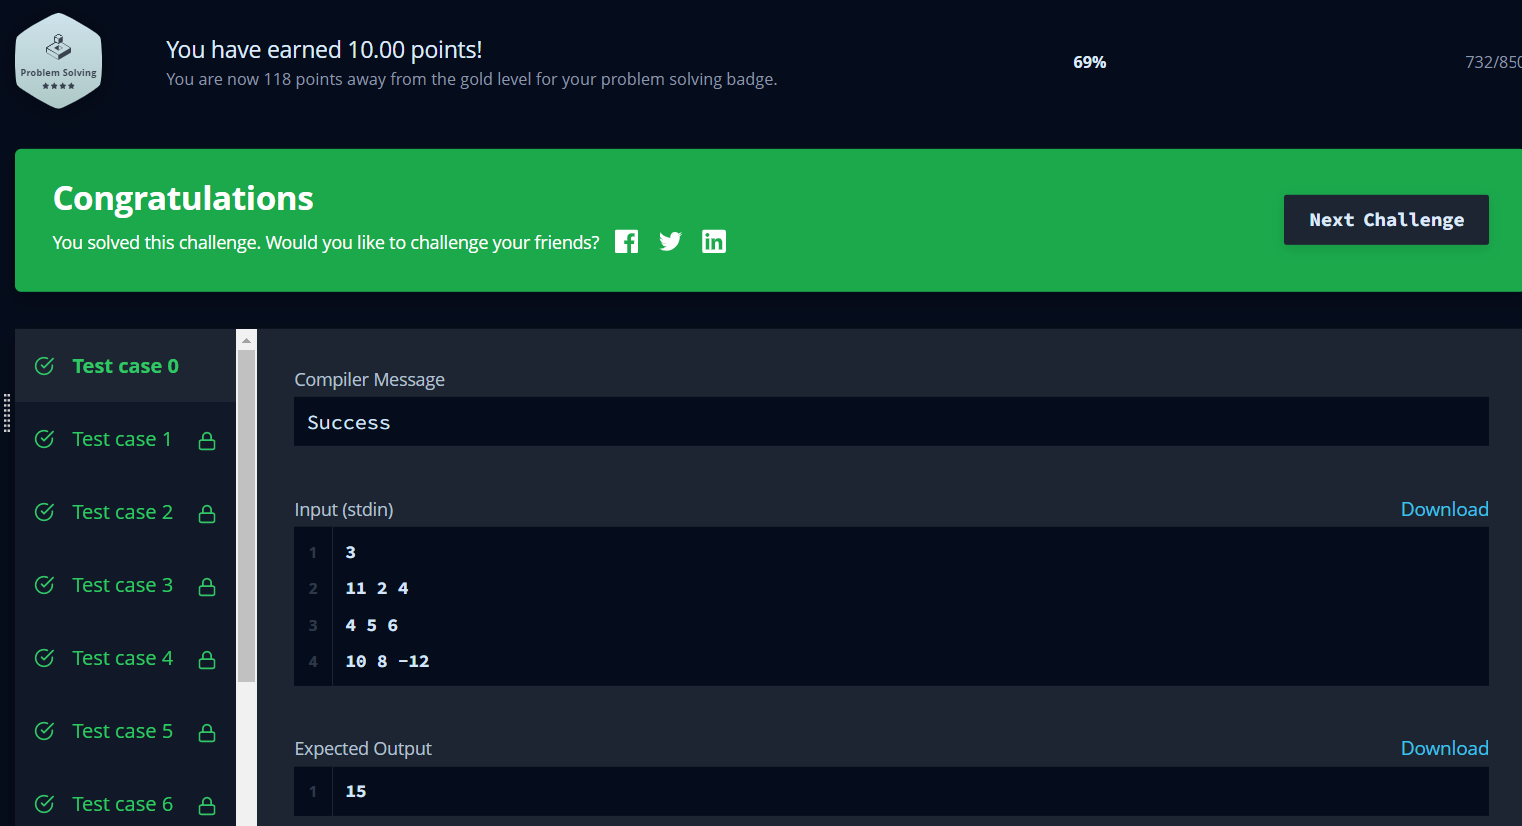 You have earned 10.00 points!
You are now 118 points away from the gold level for your problem solving badge.
69%
732/850
Problem Solving
Congratulations
You solved this challenge. Would you like to challenge your friends?
Next Challenge
Test case 0
Test case 1
Test case 2
Test case 3
Test case 4
Test case 5
Test case 6
Compiler Message
Success
Input (stdin)
Download
1 3
2 11 2 4
3 4 5 6
4 10 8 -12
Expected Output
Download
1 15